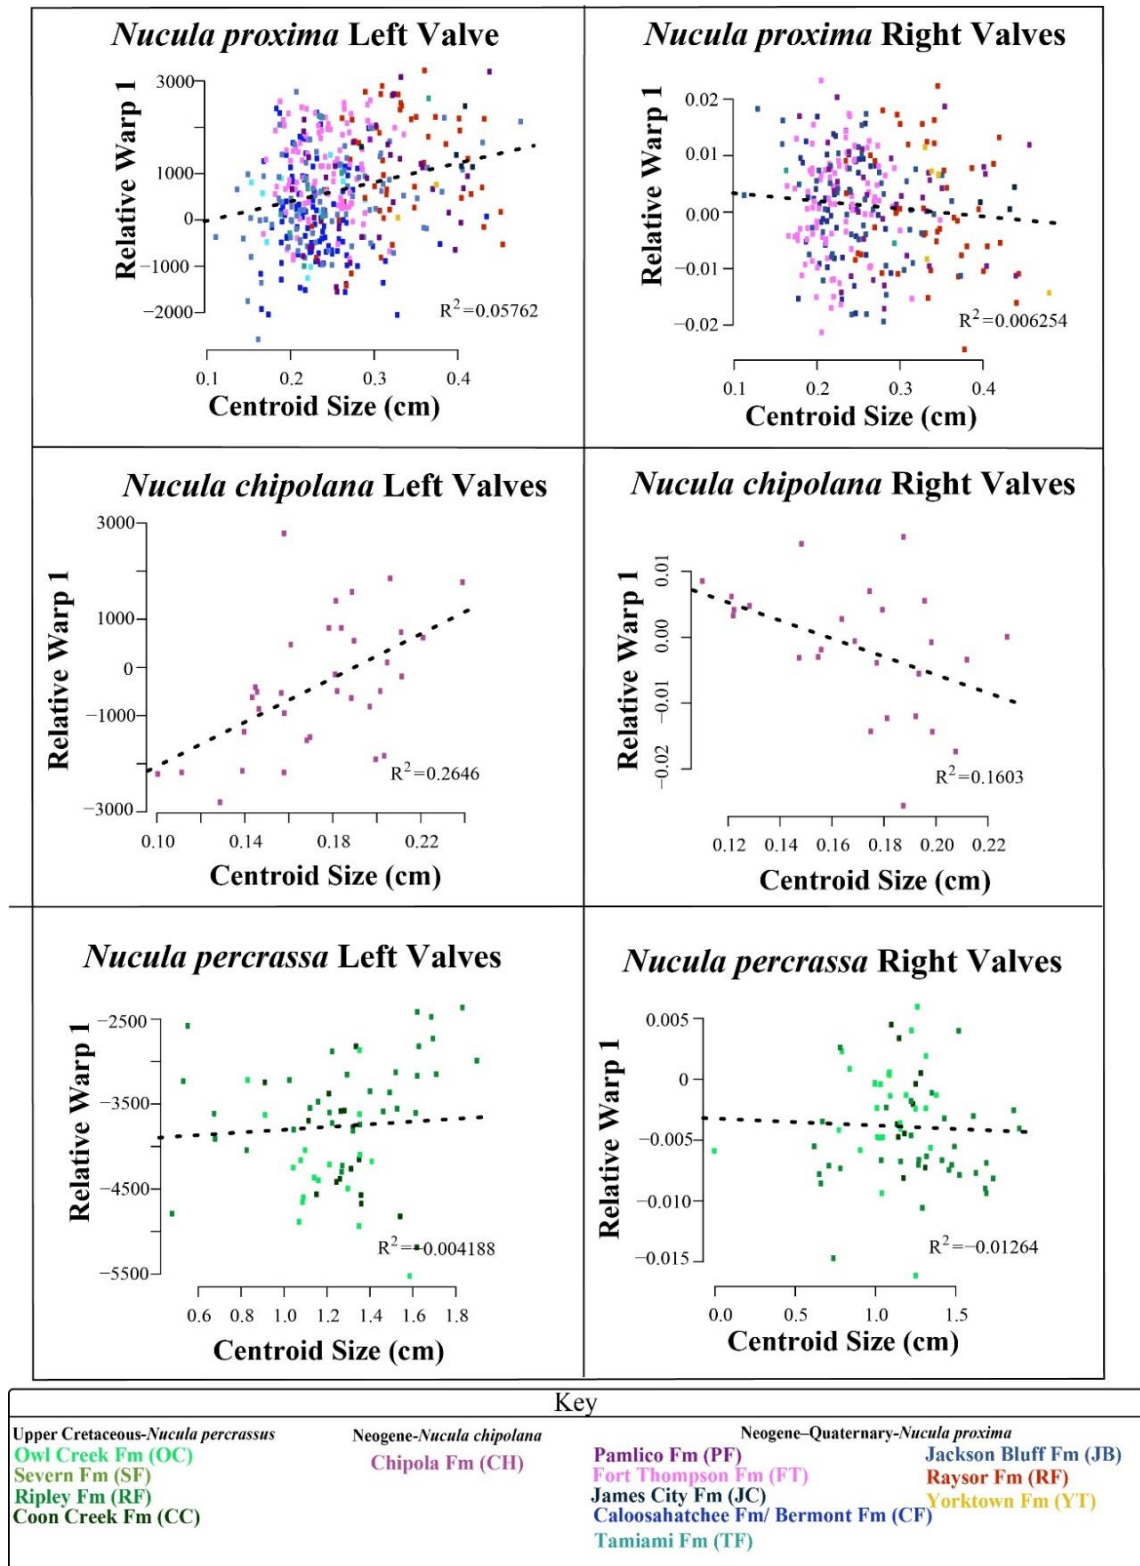 Nucula proxima Left Valve
Relative Warp 1
3000
1000
0
−1000
−2000
R²=0.05762
0.1 0.2 0.3 0.4
Centroid Size (cm)
Nucula proxima Right Valves
Relative Warp 1
0.02
0.01
0.00
−0.01
−0.02
R²=0.006254
0.1 0.2 0.3 0.4
Centroid Size (cm)
Nucula chipolana Left Valves
Relative Warp 1
3000
1000
0
−1000
−3000
R²=0.2646
0.10 0.14 0.18 0.22
Centroid Size (cm)
Nucula chipolana Right Valves
Relative Warp 1
0.01
0.00
−0.01
−0.02
R²=0.1603
0.12 0.14 0.16 0.18 0.20 0.22
Centroid Size (cm)
Nucula percrassa Left Valves
Relative Warp 1
−2500
−3500
−4500
−5500
R²=−0.004188
0.6 0.8 1.0 1.2 1.4 1.6 1.8
Centroid Size (cm)
Nucula percrassa Right Valves
Relative Warp 1
0.005
0
−0.005
−0.010
−0.015
R²=−0.01264
0.0 0.5 1.0 1.5
Centroid Size (cm)
Key
Upper Cretaceous-Nucula percrassus
Owl Creek Fm (OC)
Severn Fm (SF)
Ripley Fm (RF)
Coon Creek Fm (CC)
Neogene-Nucula chipolana
Chipola Fm (CH)
Neogene–Quaternary-Nucula proxima
Pamlico Fm (PF)
Fort Thompson Fm (FT)
James City Fm (JC)
Caloosahatchee Fm/ Bermont Fm (CF)
Tamiami Fm (TF)
Jackson Bluff Fm (JB)
Raysor Fm (RF)
Yorktown Fm (YT)